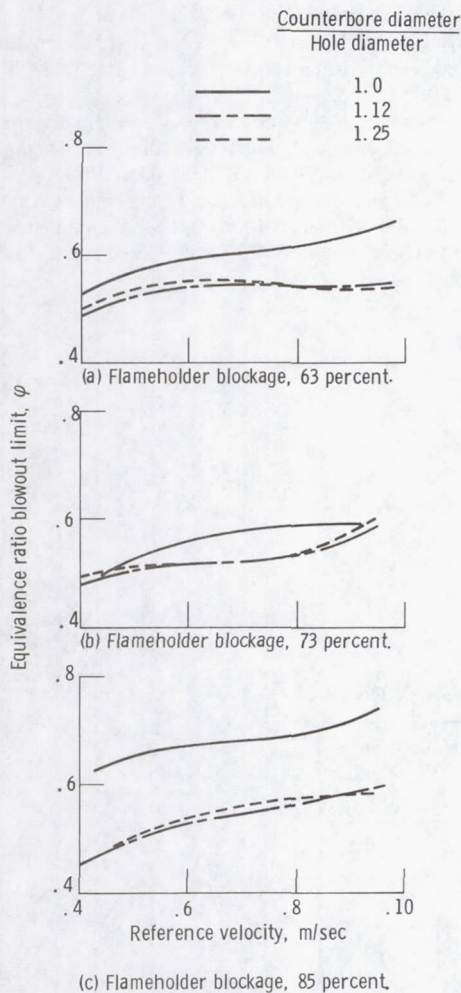 Counterbore diameter
Hole diameter
1.0
1.12
1.25
.8
.6
.4
(a) Flameholder blockage, 63 percent.
Equivalence ratio blowout limit, φ
.8
.6
.4
(b) Flameholder blockage, 73 percent.
.8
.6
.4
.4
.6
.8
.10
Reference velocity, m/sec
(c) Flameholder blockage, 85 percent.